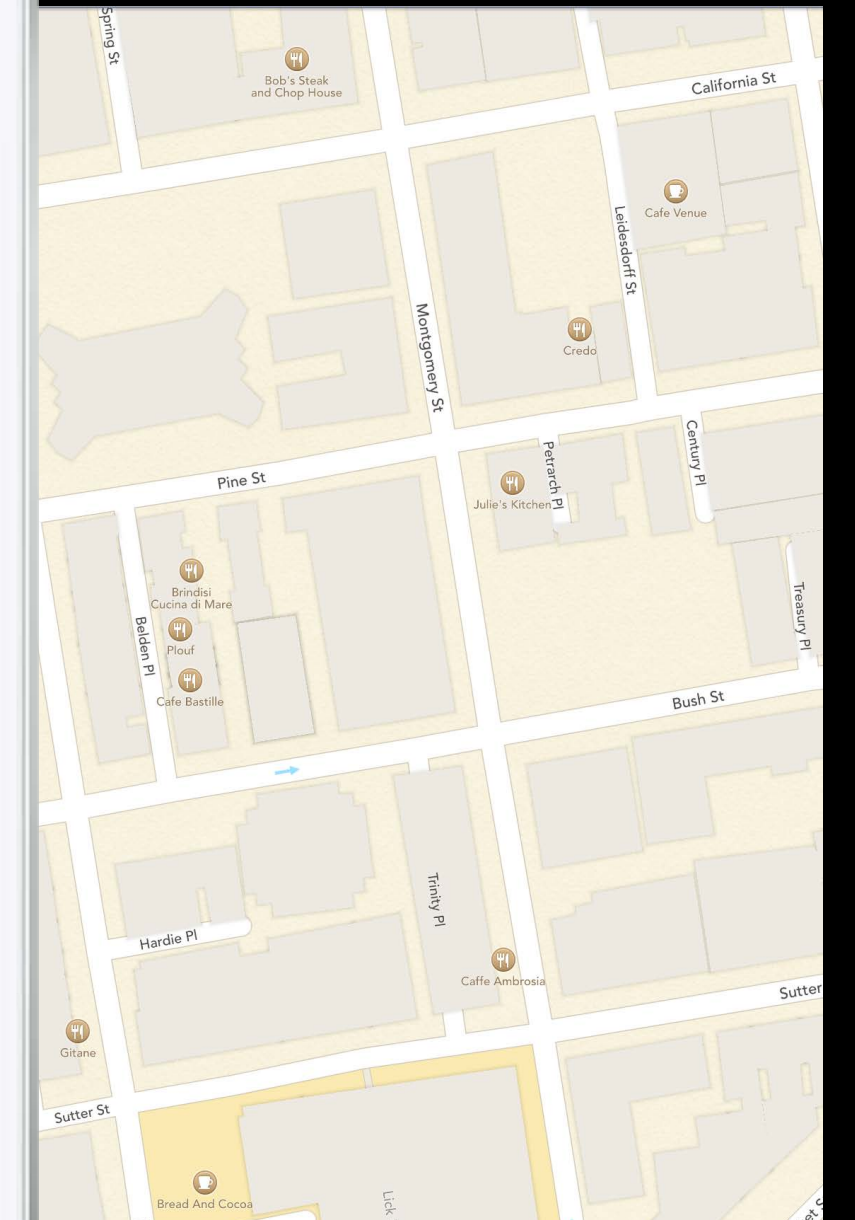 Spring St
Bob's Steak
and Chop House
California St
Cafe Venue
Leidesdorff St
Montgomery St
Credo
Pine St
Petrarch Pl
Century Pl
Julie's Kitchen
Brindisi
Cucina di Mare
Treasury Pl
Belden Pl
Plouf
Cafe Bastille
Bush St
Trinity Pl
Hardie Pl
Caffe Ambrosia
Sutter
Gitane
Sutter St
Bread And Cocoa
Lick
et S